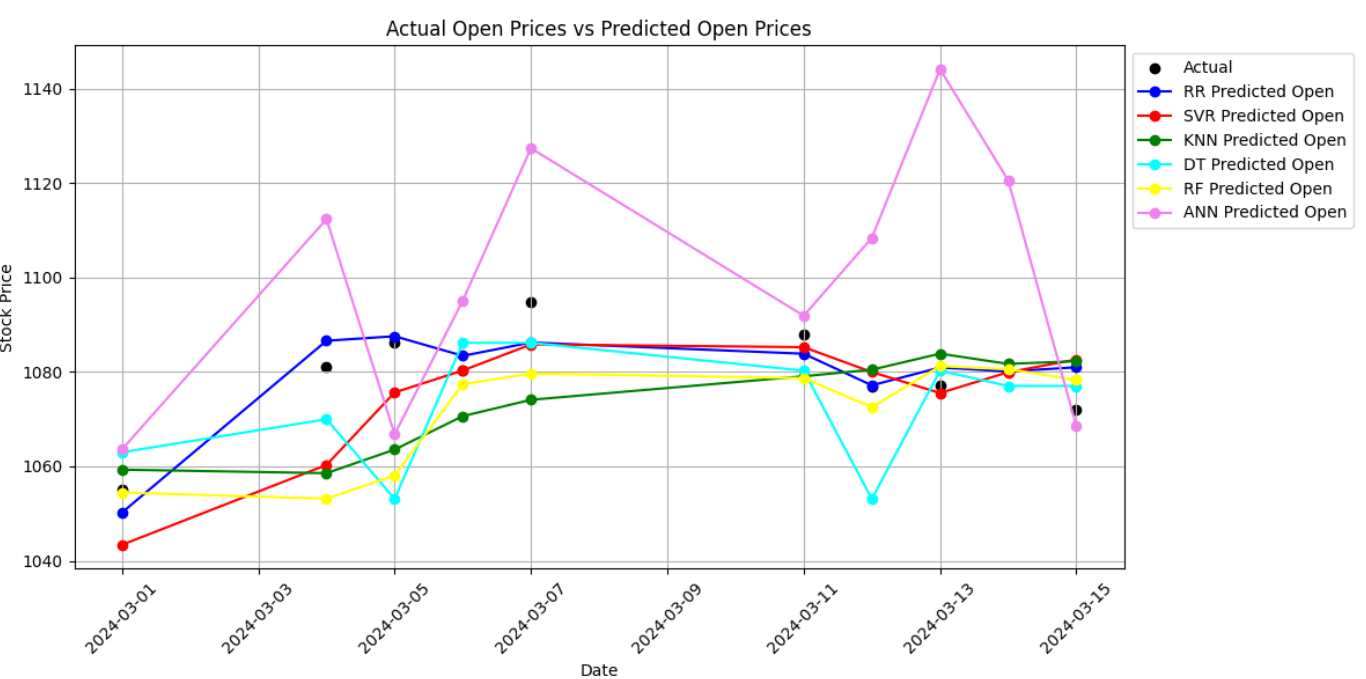 Actual Open Prices vs Predicted Open Prices
1140
1120
1100
1080
1060
1040
Stock Price
2024-03-01
2024-03-03
2024-03-05
2024-03-07
2024-03-09
2024-03-11
2024-03-13
2024-03-15
Date
Actual
RR Predicted Open
SVR Predicted Open
KNN Predicted Open
DT Predicted Open
RF Predicted Open
ANN Predicted Open